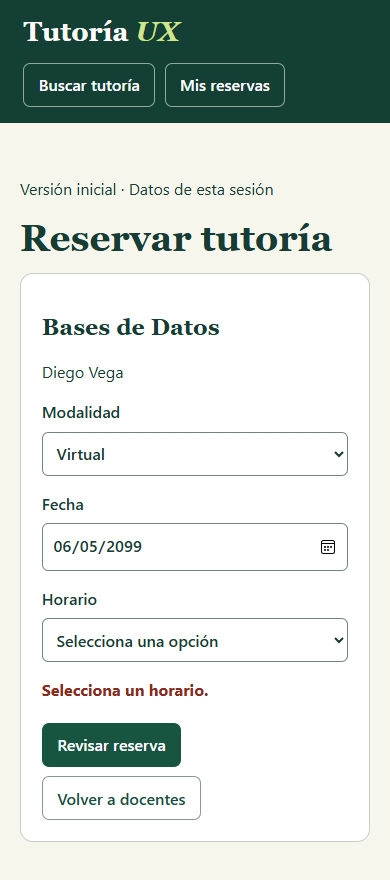 Tutoría UX
Buscar tutoría
Mis reservas
Versión inicial · Datos de esta sesión
Reservar tutoría
Bases de Datos
Diego Vega
Modalidad
Virtual
Fecha
06/05/2099
Horario
Selecciona una opción
Selecciona un horario.
Revisar reserva
Volver a docentes